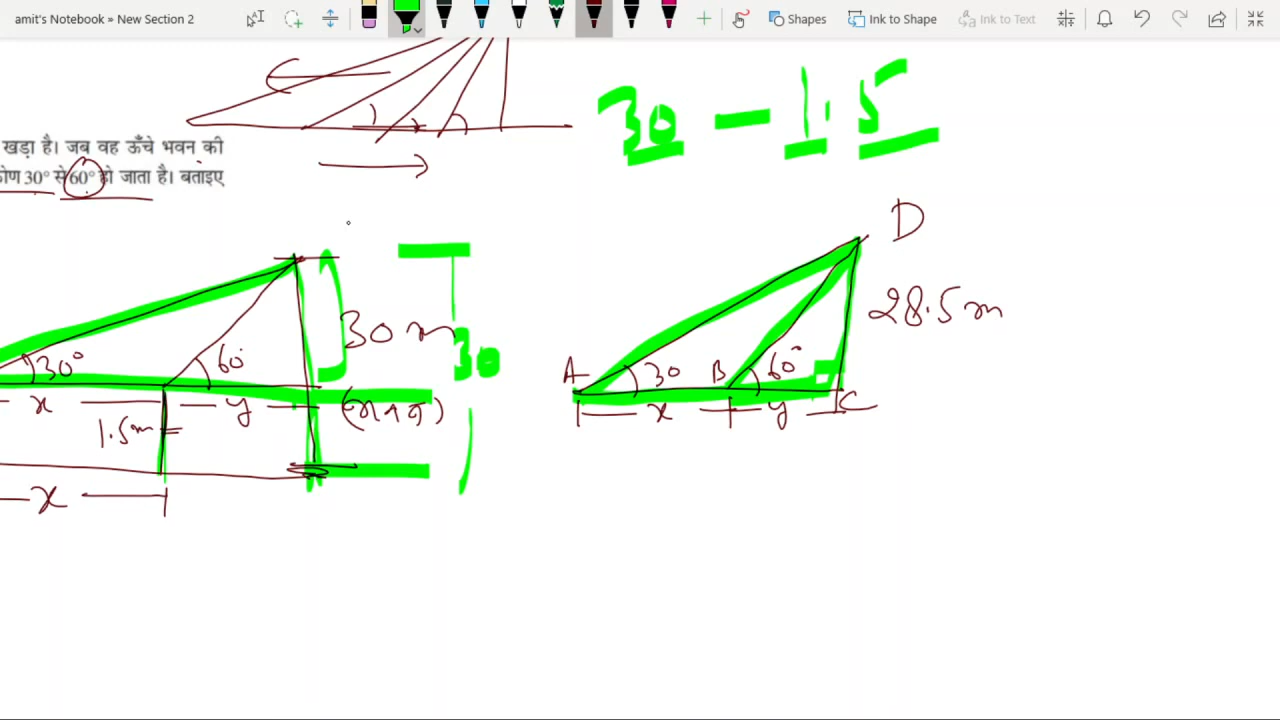 amit's Notebook » New Section 2
Shapes
Ink to Shape
Ink to Text
30 - 1.5
खड़ा है। जब वह ऊँचे भवन की
कोण 30° से 60° हो जाता है। बताइए
D
28.5 m
30 m
30
30°
60°
A
30
B
60°
C
x
y
x
y
1.5m
x